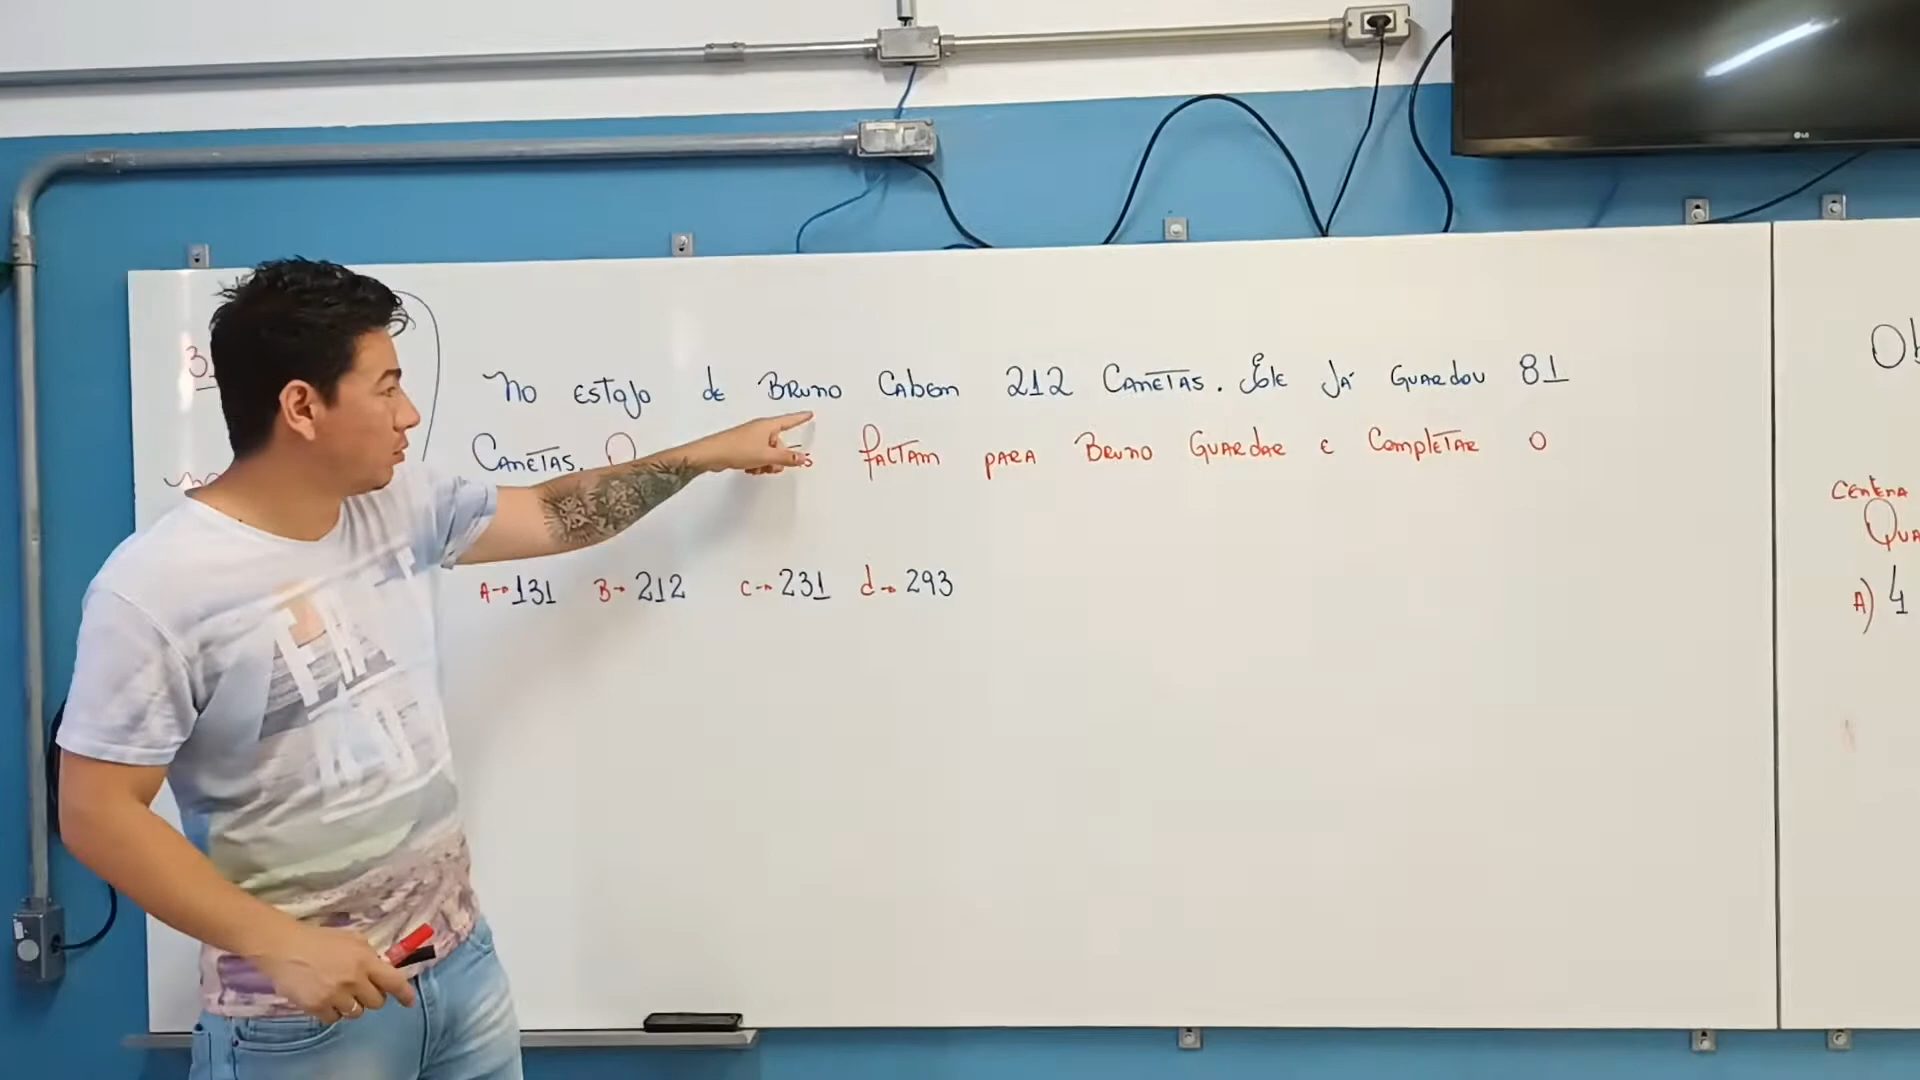 No estojo de Bruno cabem 212 canetas. Ele já guardou 81
canetas. faltam para Bruno guardar e completar o
A→131 B→212 C→231 d→293
Centena
A) 4
LG